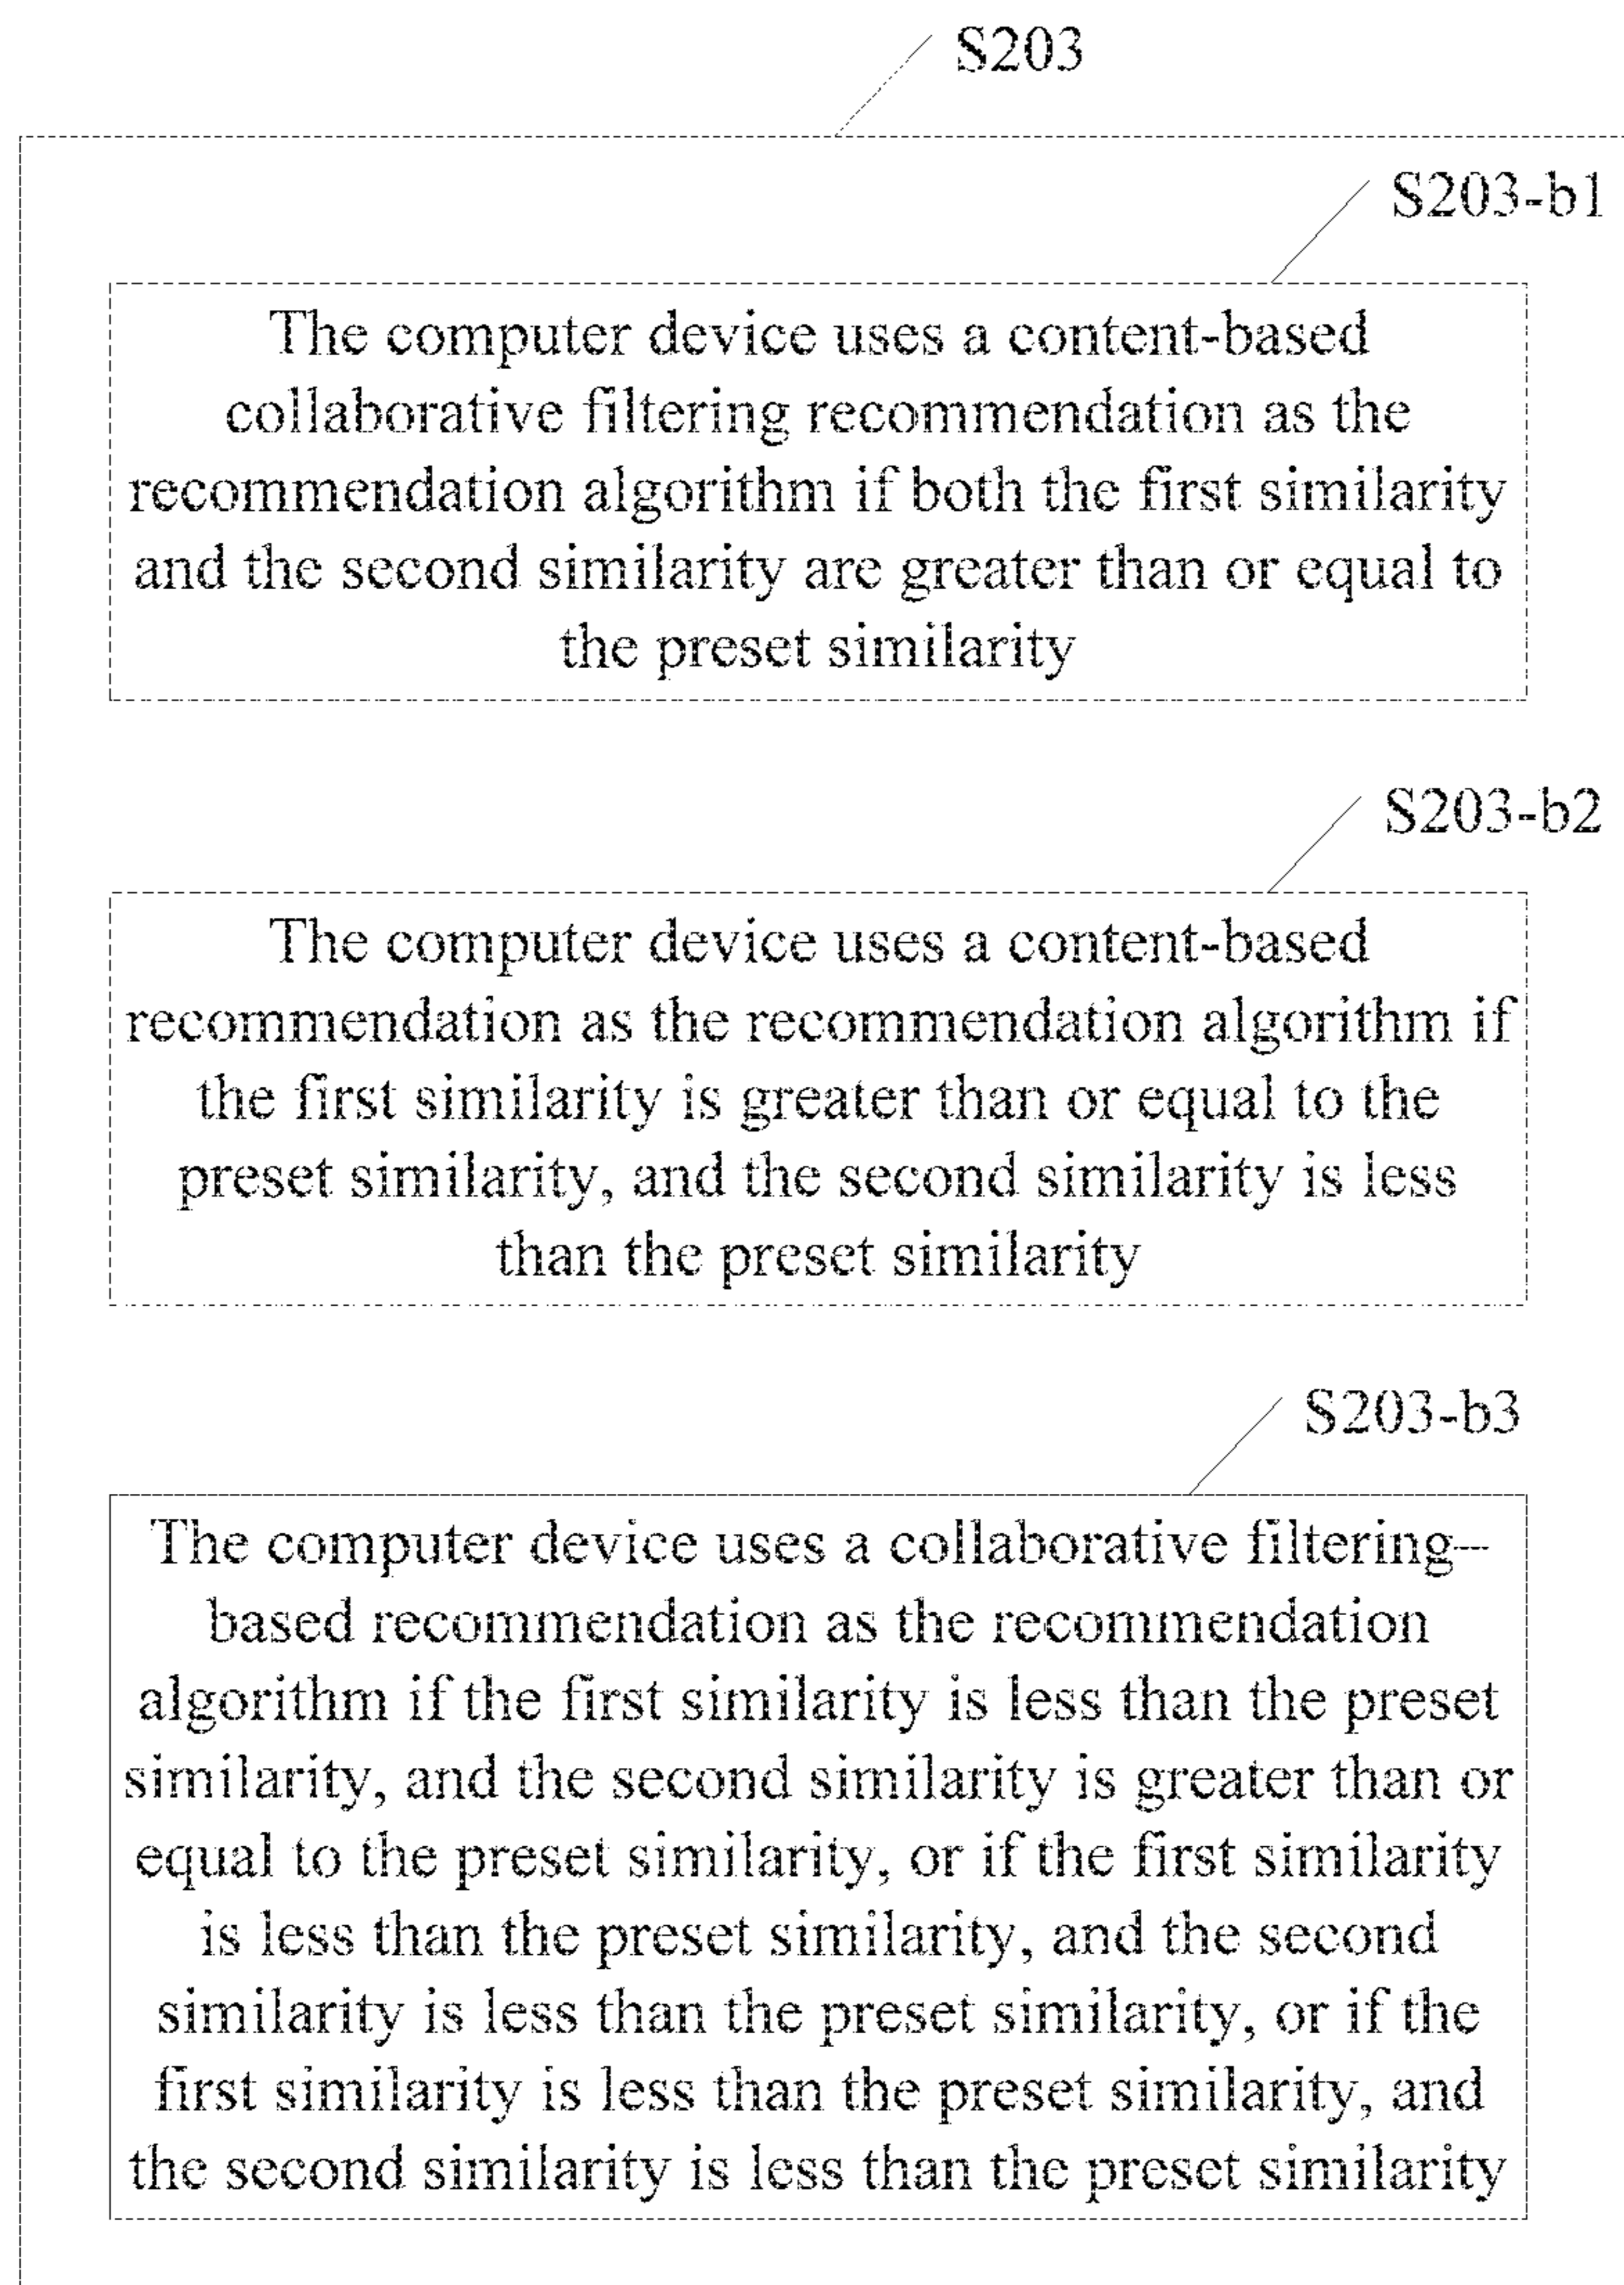 S203
S203-b1
The computer device uses a content-based
collaborative filtering recommendation as the
recommendation algorithm if both the first similarity
and the second similarity are greater than or equal to
the preset similarity
S203-b2
The computer device uses a content-based
recommendation as the recommendation algorithm if
the first similarity is greater than or equal to the
preset similarity, and the second similarity is less
than the preset similarity
S203-b3
The computer device uses a collaborative filtering-
based recommendation as the recommendation
algorithm if the first similarity is less than the preset
similarity, and the second similarity is greater than or
equal to the preset similarity, or if the first similarity
is less than the preset similarity, and the second
similarity is less than the preset similarity, or if the
first similarity is less than the preset similarity, and
the second similarity is less than the preset similarity